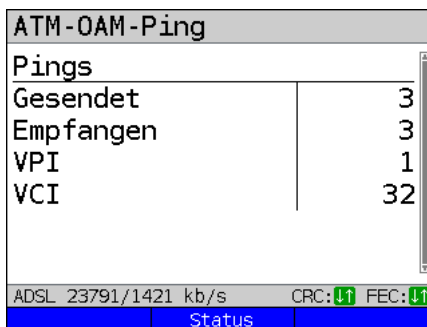 ATM-OAM-Ping
Pings
Gesendet 3
Empfangen 3
VPI 1
VCI 32
ADSL 23791/1421 kb/s CRC:↓↑ FEC:↓↑
Status